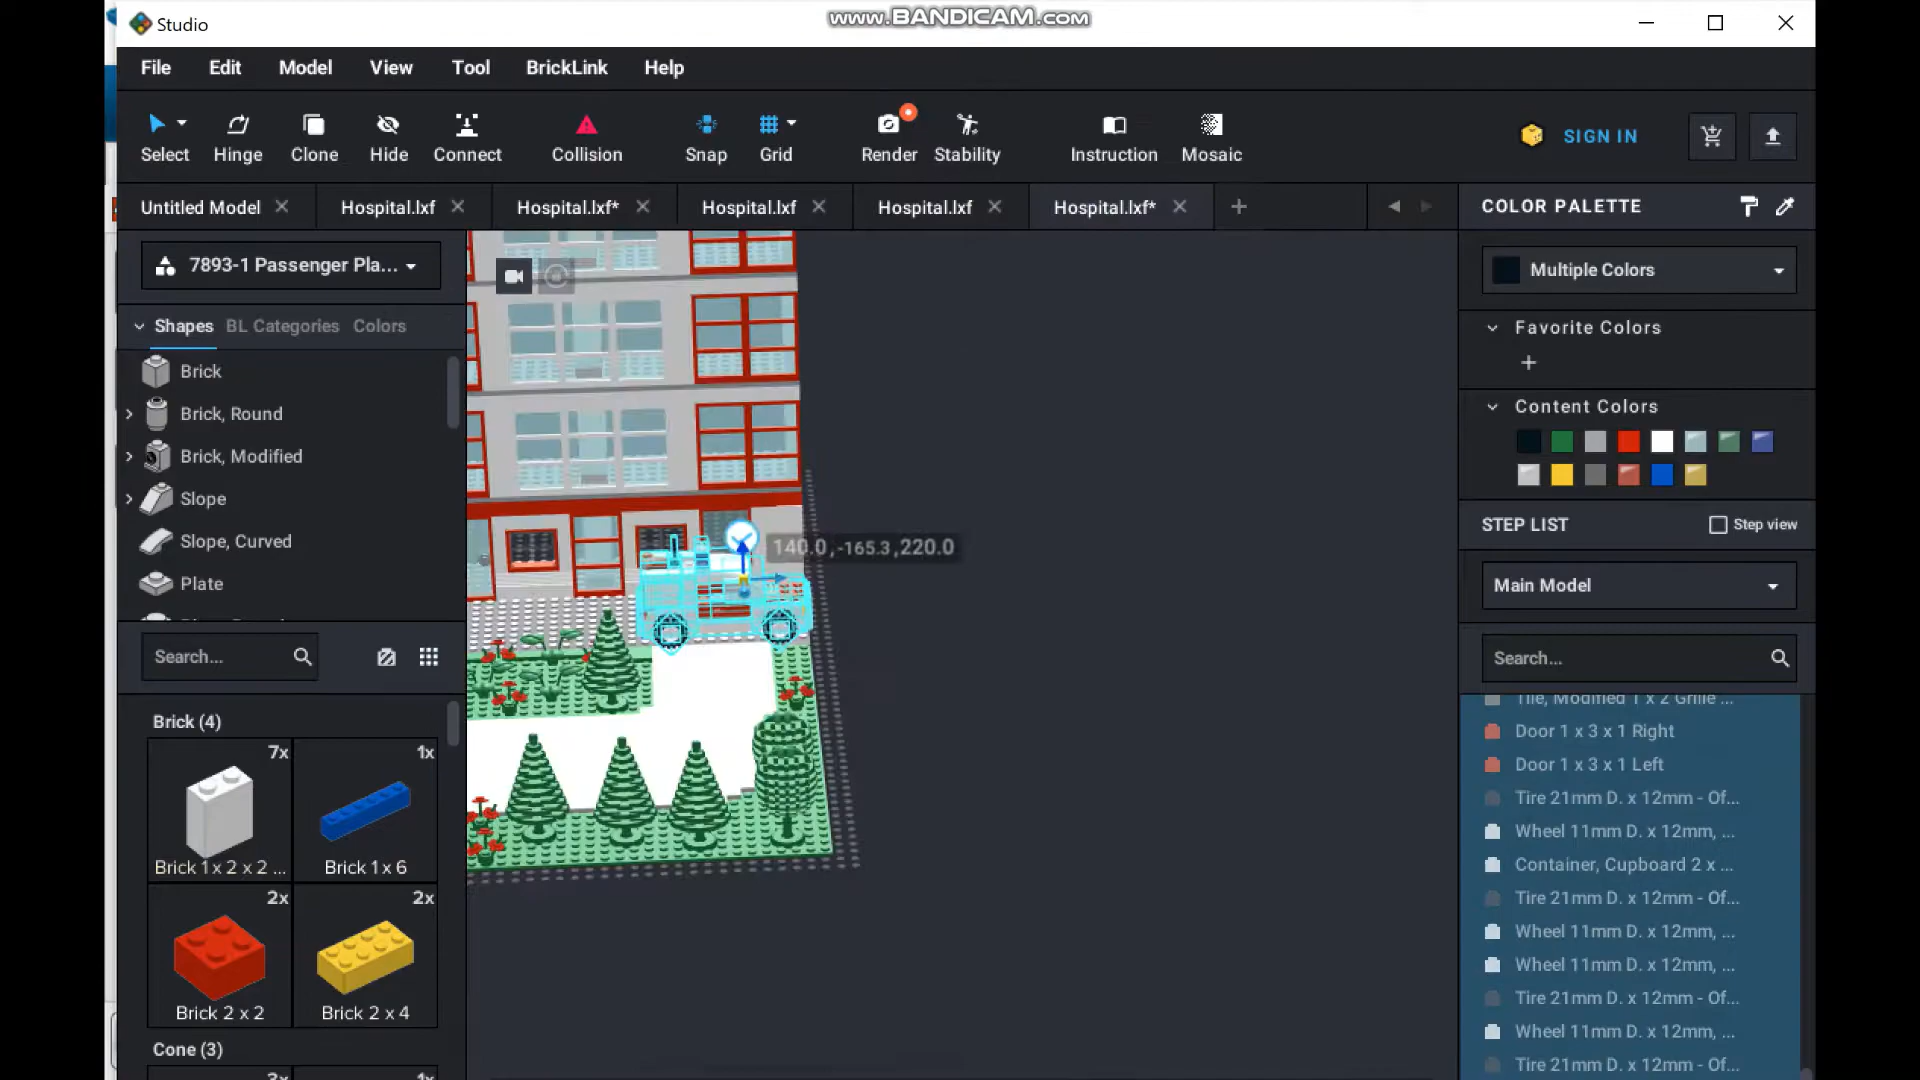 www.BANDICAM.com
Studio
File Edit Model View Tool BrickLink Help
Select Hinge Clone Hide Connect Collision Snap Grid Render Stability Instruction Mosaic SIGN IN
Untitled Model Hospital.lxf Hospital.lxf* Hospital.lxf Hospital.lxf Hospital.lxf*
COLOR PALETTE
7893-1 Passenger Pla...
Multiple Colors
Shapes BL Categories Colors
Favorite Colors
Brick
Brick, Round
Content Colors
Brick, Modified
Slope
STEP LIST Step view
Slope, Curved
140.0,-165.3,220.0
Plate
Main Model
Search...
Search...
Tile, Modified 1 x 2 Grille ...
Brick (4)
Door 1 x 3 x 1 Right
7x 1x
Door 1 x 3 x 1 Left
Tire 21mm D. x 12mm - Of...
Wheel 11mm D. x 12mm, ...
Brick 1 x 2 x 2 ... Brick 1 x 6
Container, Cupboard 2 x ...
2x 2x
Tire 21mm D. x 12mm - Of...
Wheel 11mm D. x 12mm, ...
Wheel 11mm D. x 12mm, ...
Tire 21mm D. x 12mm - Of...
Brick 2 x 2 Brick 2 x 4
Wheel 11mm D. x 12mm, ...
Cone (3)
Tire 21mm D. x 12mm - Of...